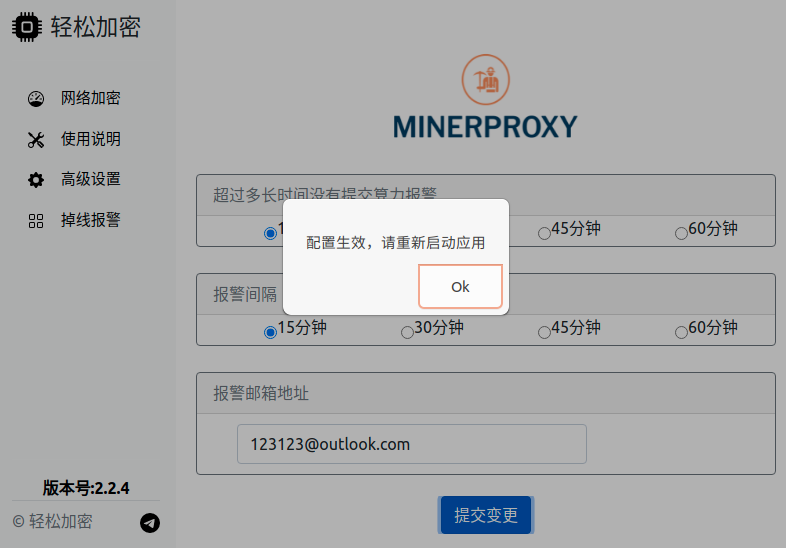 轻松加密
网络加密
使用说明
高级设置
掉线报警
MINERPROXY
超过多长时间没有提交算力报警
45分钟
60分钟
配置生效，请重新启动应用
Ok
报警间隔
15分钟
30分钟
45分钟
60分钟
报警邮箱地址
123123@outlook.com
提交变更
版本号:2.2.4
© 轻松加密